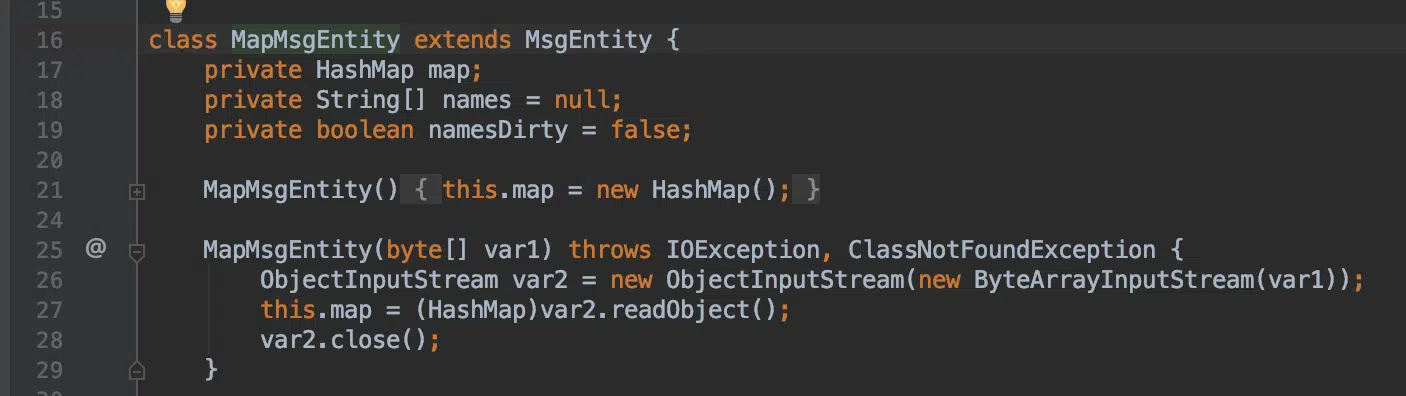 15
16 class MapMsgEntity extends MsgEntity {
17 private HashMap map;
18 private String[] names = null;
19 private boolean namesDirty = false;
20
21 MapMsgEntity() { this.map = new HashMap(); }
24
25 @ MapMsgEntity(byte[] var1) throws IOException, ClassNotFoundException {
26 ObjectInputStream var2 = new ObjectInputStream(new ByteArrayInputStream(var1));
27 this.map = (HashMap)var2.readObject();
28 var2.close();
29 }